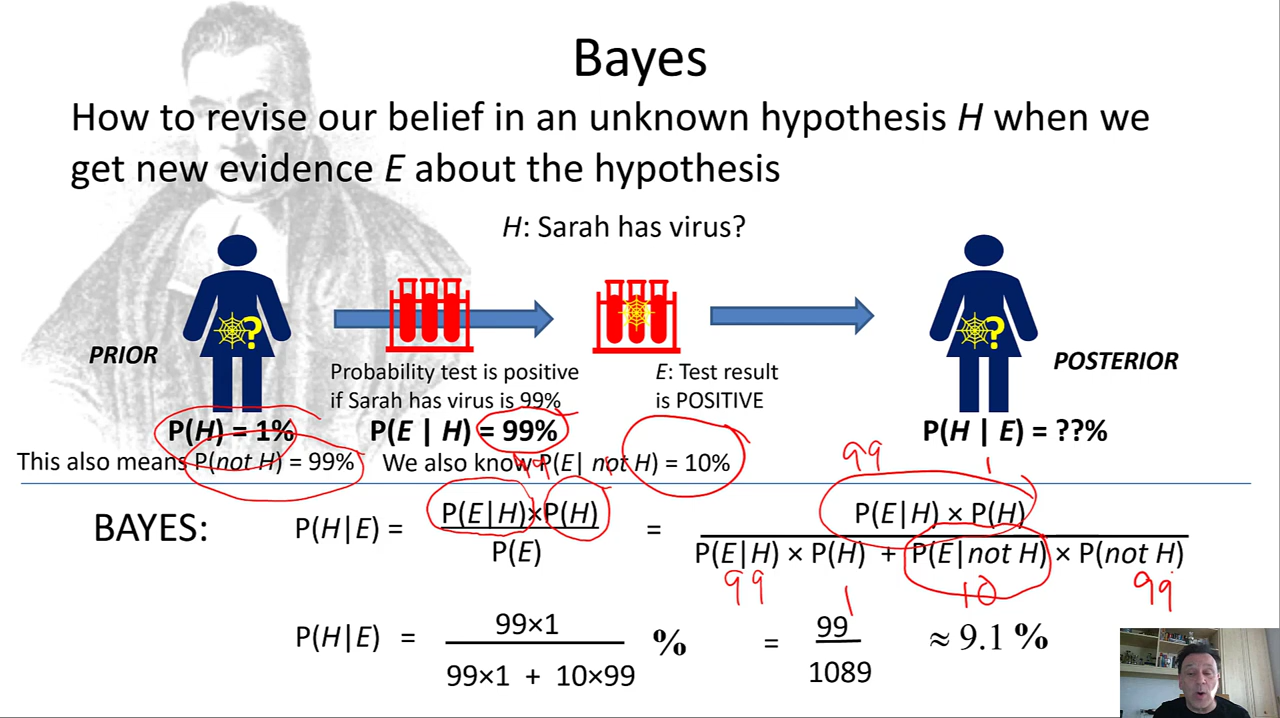 Bayes
How to revise our belief in an unknown hypothesis H when we
get new evidence E about the hypothesis
H: Sarah has virus?
?
?
PRIOR
POSTERIOR
Probability test is positive
if Sarah has virus is 99%
E: Test result
is POSITIVE
P(H) = 1%
P(E | H) = 99%
P(H | E) = ??%
This also means P(not H) = 99%
We also know P(E| not H) = 10%
99 1
99 1
BAYES: P(H|E) = P(E|H)×P(H) = P(E|H) × P(H)
P(E) P(E|H) × P(H) + P(E|not H) × P(not H)
99 1 10 99
P(H|E) = 99×1 % = 99 ≈ 9.1 %
99×1 + 10×99 1089